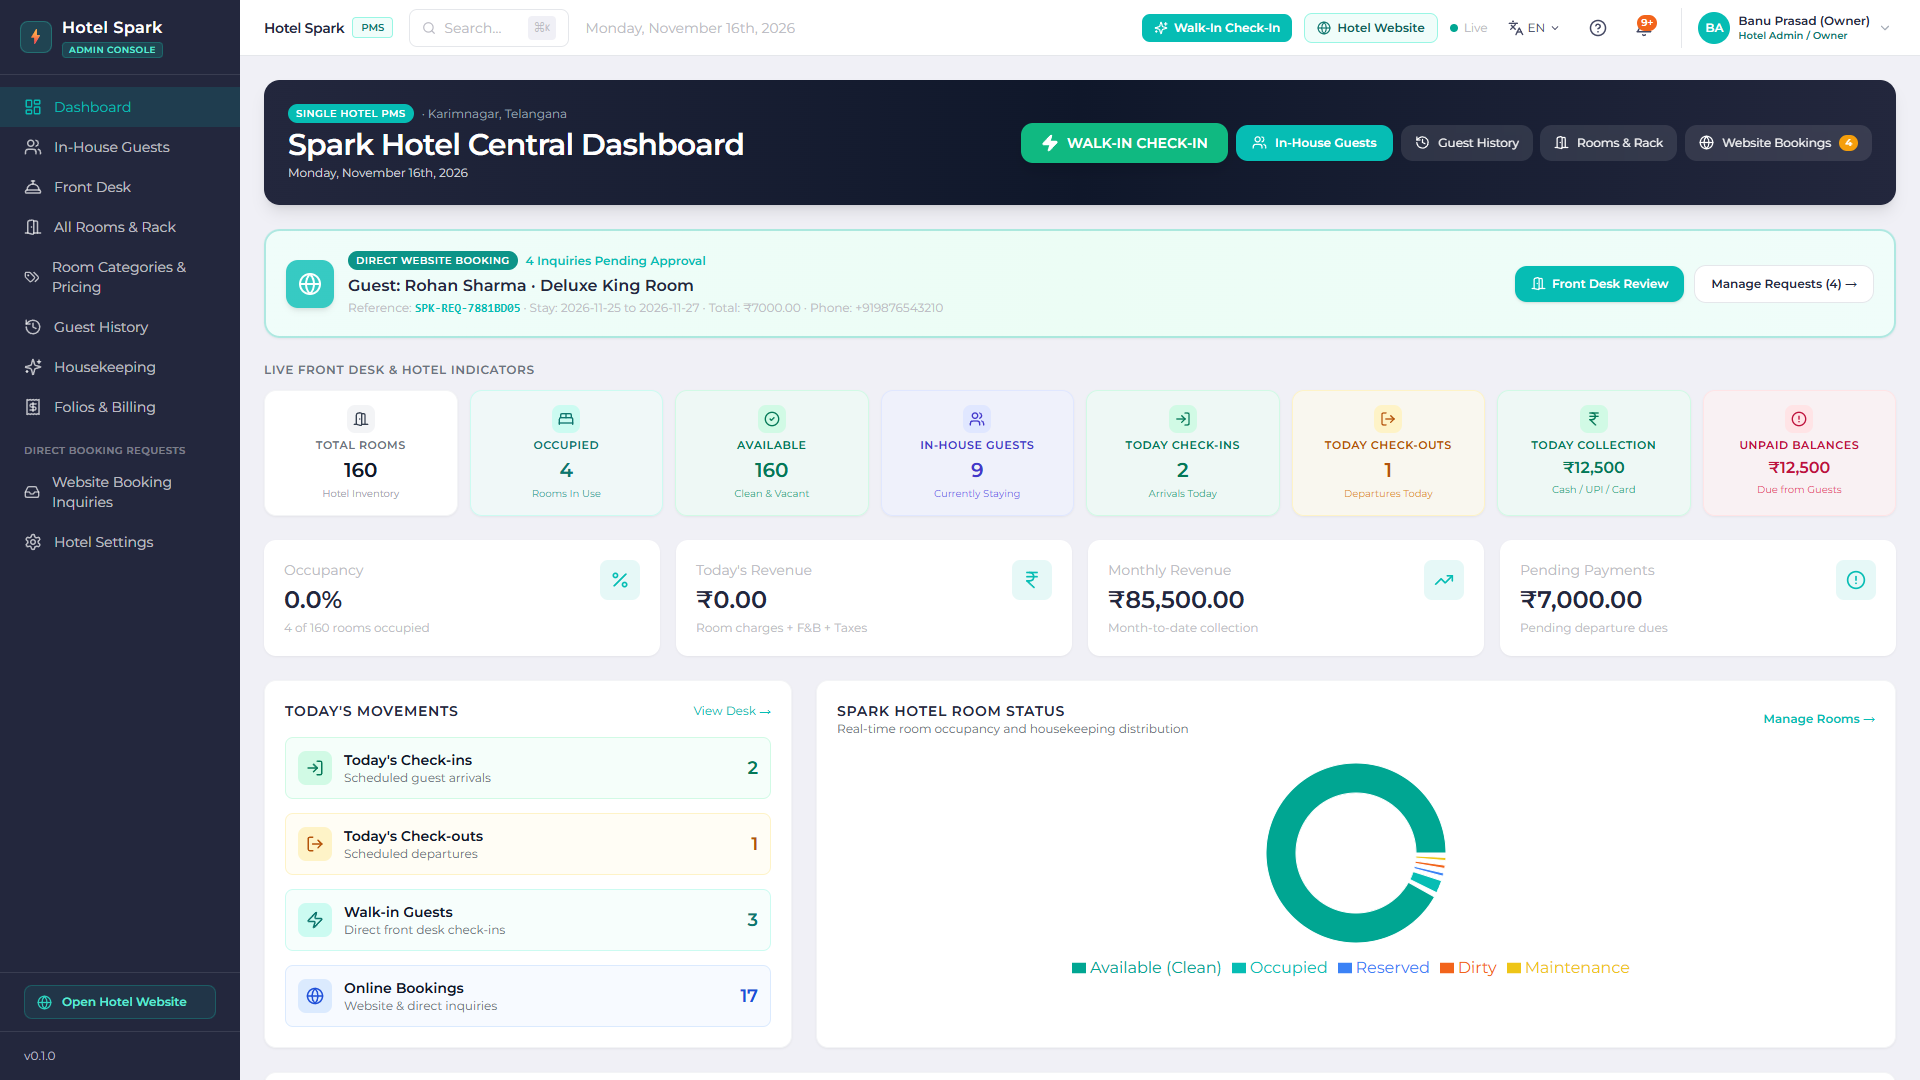 Hotel Spark
ADMIN CONSOLE
Dashboard
In-House Guests
Front Desk
All Rooms & Rack
Room Categories &
Pricing
Guest History
Housekeeping
Folios & Billing
DIRECT BOOKING REQUESTS
Website Booking
Inquiries
Hotel Settings
Open Hotel Website
v0.1.0
Hotel Spark PMS
Search... ⌘K
Monday, November 16th, 2026
Walk-In Check-In
Hotel Website
Live
EN
9+
BA
Banu Prasad (Owner)
Hotel Admin / Owner
SINGLE HOTEL PMS · Karimnagar, Telangana
Spark Hotel Central Dashboard
Monday, November 16th, 2026
WALK-IN CHECK-IN
In-House Guests
Guest History
Rooms & Rack
Website Bookings 4
DIRECT WEBSITE BOOKING 4 Inquiries Pending Approval
Guest: Rohan Sharma · Deluxe King Room
Reference: SPK-REQ-7881BD05 · Stay: 2026-11-25 to 2026-11-27 · Total: ₹7000.00 · Phone: +919876543210
Front Desk Review
Manage Requests (4) →
LIVE FRONT DESK & HOTEL INDICATORS
TOTAL ROOMS
160
Hotel Inventory
OCCUPIED
4
Rooms In Use
AVAILABLE
160
Clean & Vacant
IN-HOUSE GUESTS
9
Currently Staying
TODAY CHECK-INS
2
Arrivals Today
TODAY CHECK-OUTS
1
Departures Today
TODAY COLLECTION
₹12,500
Cash / UPI / Card
UNPAID BALANCES
₹12,500
Due from Guests
Occupancy
0.0%
4 of 160 rooms occupied
Today's Revenue
₹0.00
Room charges + F&B + Taxes
Monthly Revenue
₹85,500.00
Month-to-date collection
Pending Payments
₹7,000.00
Pending departure dues
TODAY'S MOVEMENTS
View Desk →
Today's Check-ins
Scheduled guest arrivals
2
Today's Check-outs
Scheduled departures
1
Walk-in Guests
Direct front desk check-ins
3
Online Bookings
Website & direct inquiries
17
SPARK HOTEL ROOM STATUS
Real-time room occupancy and housekeeping distribution
Manage Rooms →
Available (Clean) Occupied Reserved Dirty Maintenance